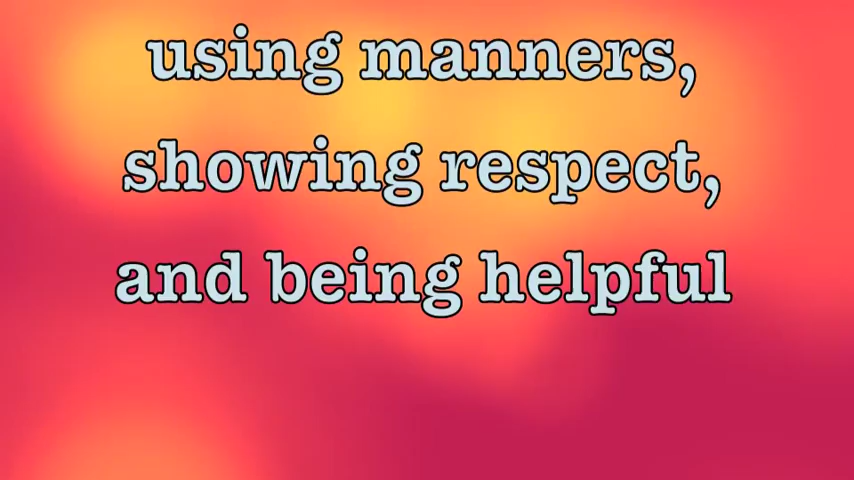 using manners,
showing respect,
and being helpful